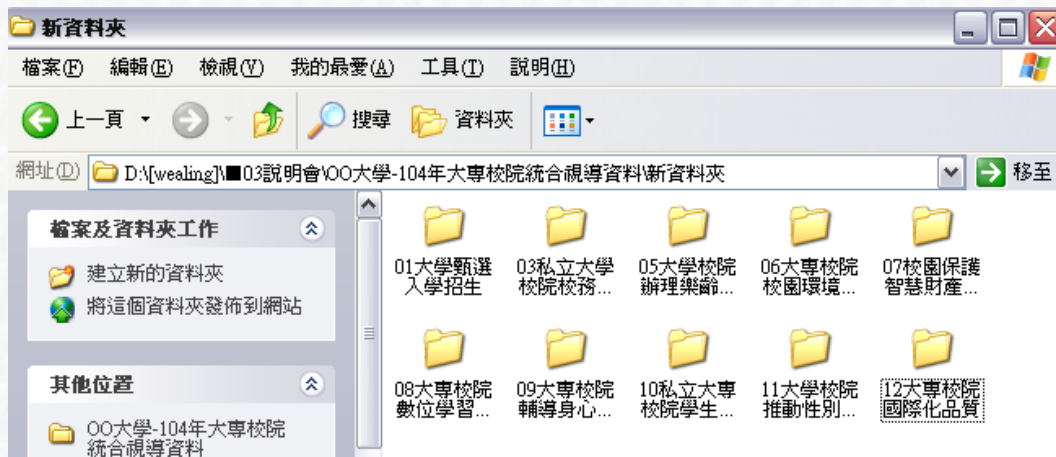 新資料夾
檔案(F) 編輯(E) 檢視(V) 我的最愛(A) 工具(T) 說明(H)
上一頁 搜尋 資料夾
網址(D) D:\[wealing]\■03說明會\OO大學-104年大專校院統合視導資料\新資料夾 移至
檔案及資料夾工作
建立新的資料夾
將這個資料夾發佈到網站
其他位置
OO大學-104年大專校院
統合視導資料
01大學甄選
入學招生
03私立大學
校院校務...
05大學校院
辦理樂齡...
06大專校院
校園環境...
07校園保護
智慧財產...
08大專校院
數位學習...
09大專校院
輔導身心...
10私立大專
校院學生...
11大學校院
推動性別...
12大專校院
國際化品質